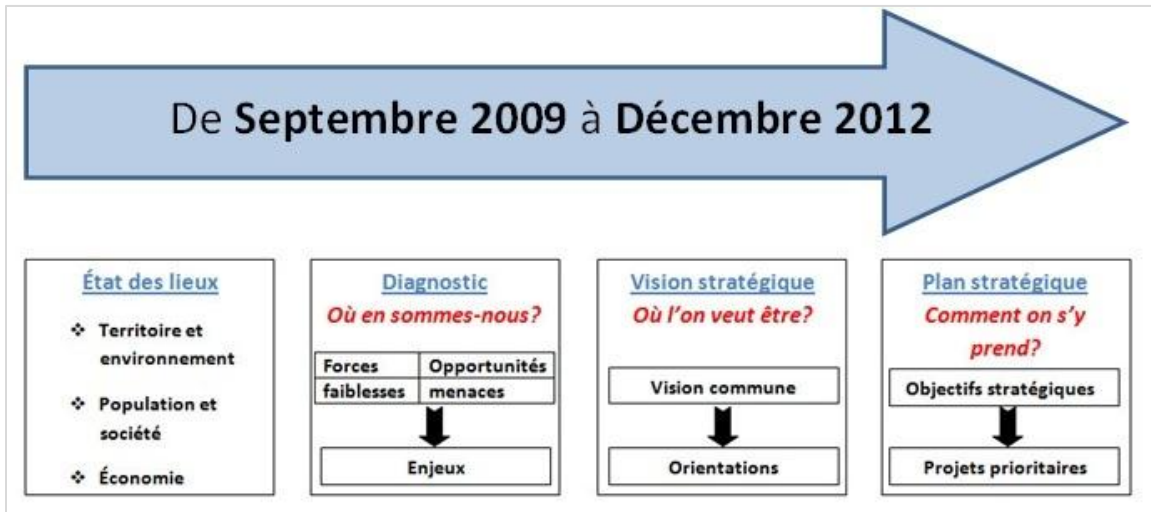 De Septembre 2009 à Décembre 2012
État des lieux
❖ Territoire et
environnement
❖ Population et
société
❖ Économie
Diagnostic
Où en sommes-nous?
Forces Opportunités
faiblesses menaces
Enjeux
Vision stratégique
Où l'on veut être?
Vision commune
Orientations
Plan stratégique
Comment on s'y
prend?
Objectifs stratégiques
Projets prioritaires